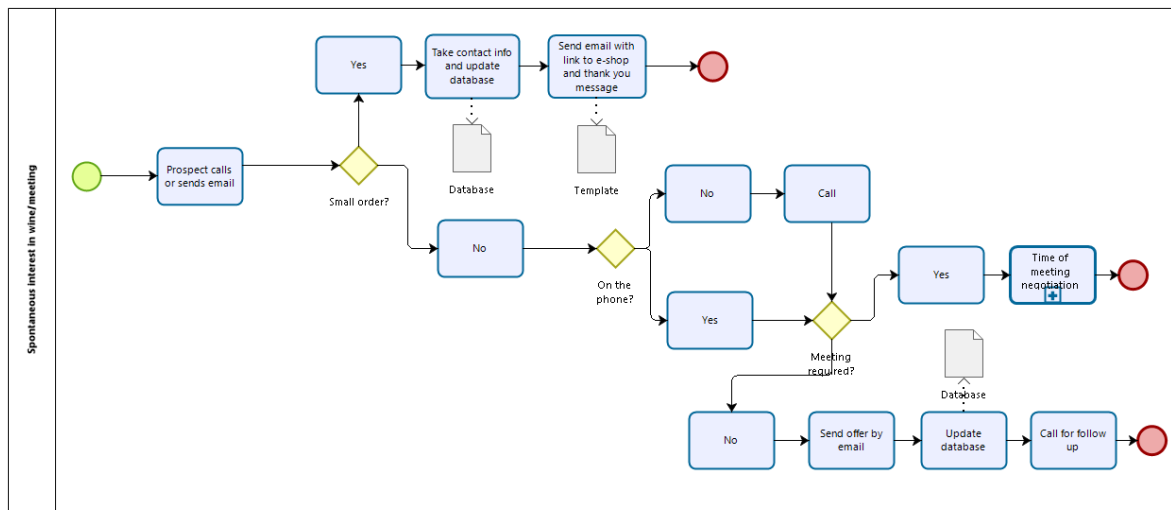 Spontaneous interest in wine/meeting
Yes
Take contact info
and update
database
Send email with
link to e-shop
and thank you
message
Database
Template
Prospect calls
or sends email
Small order?
No
On the
phone?
No
Call
Yes
Meeting
required?
Yes
Time of
meeting
negotiation
Database
No
Send offer by
email
Update
database
Call for follow
up